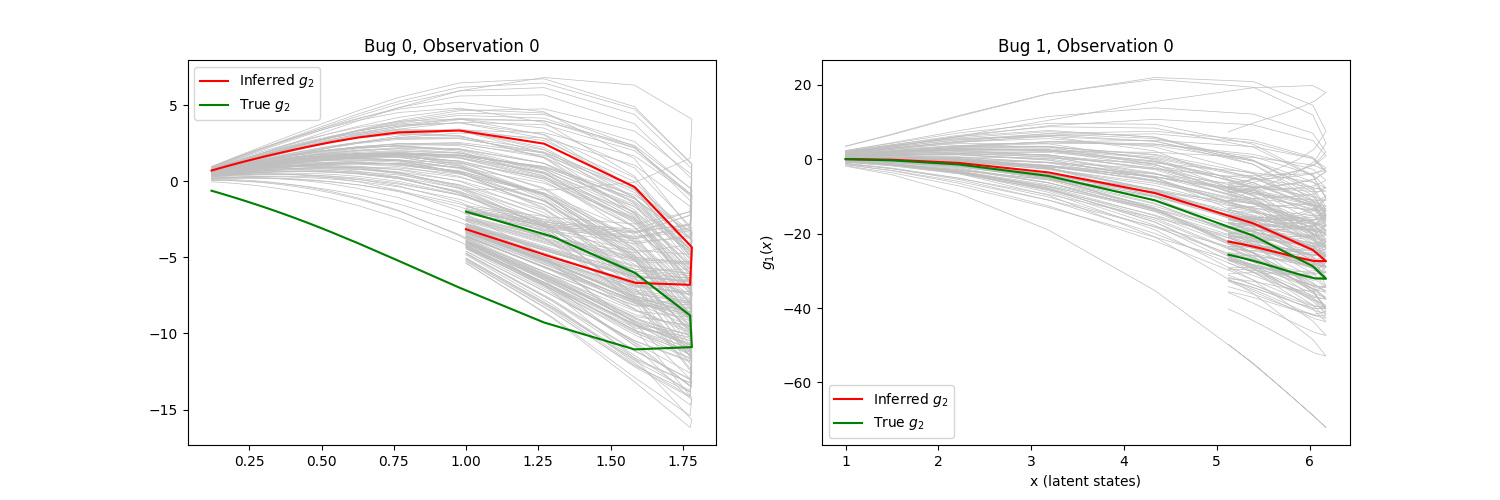 Bug 0, Observation 0
Inferred g₂
True g₂
5
0
−5
−10
−15
0.25 0.50 0.75 1.00 1.25 1.50 1.75
Bug 1, Observation 0
g₁(x)
20
0
−20
−40
−60
Inferred g₂
True g₂
1 2 3 4 5 6
x (latent states)